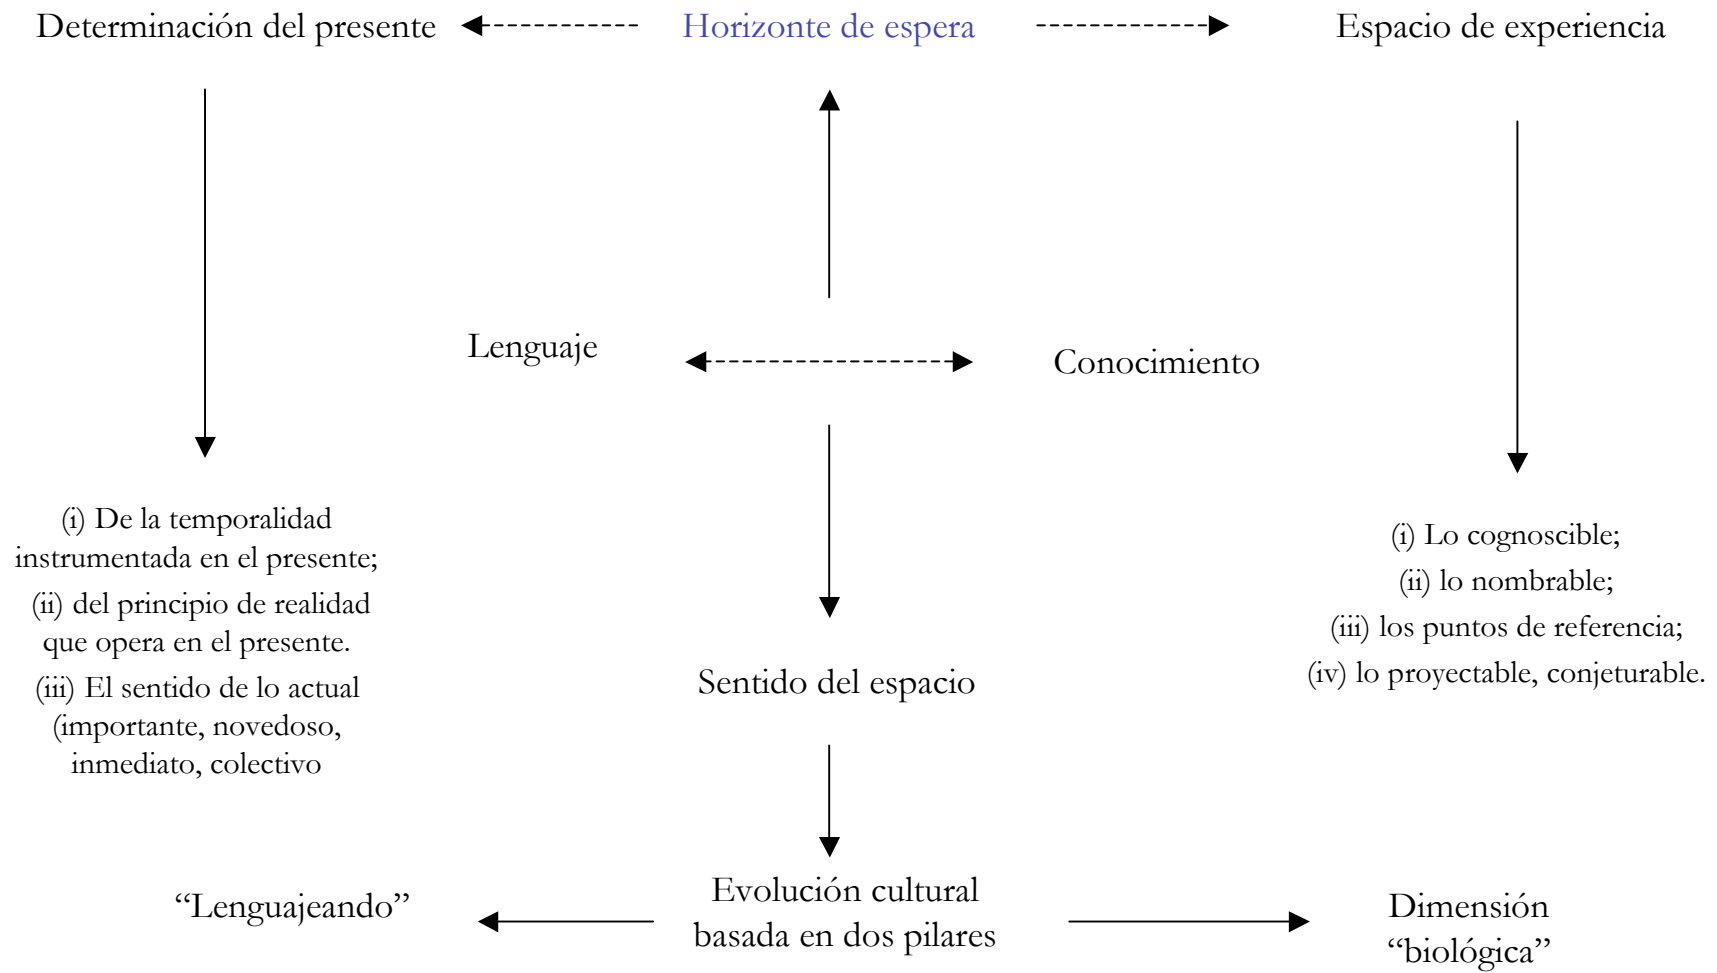 Determinación del presente
Horizonte de espera
Espacio de experiencia
Lenguaje
Conocimiento
(i) De la temporalidad
instrumentada en el presente;
(ii) del principio de realidad
que opera en el presente.
(iii) El sentido de lo actual
(importante, novedoso,
inmediato, colectivo
(i) Lo cognoscible;
(ii) lo nombrable;
(iii) los puntos de referencia;
(iv) lo proyectable, conjeturable.
Sentido del espacio
“Lenguajeando”
Evolución cultural
basada en dos pilares
Dimensión
“biológica”